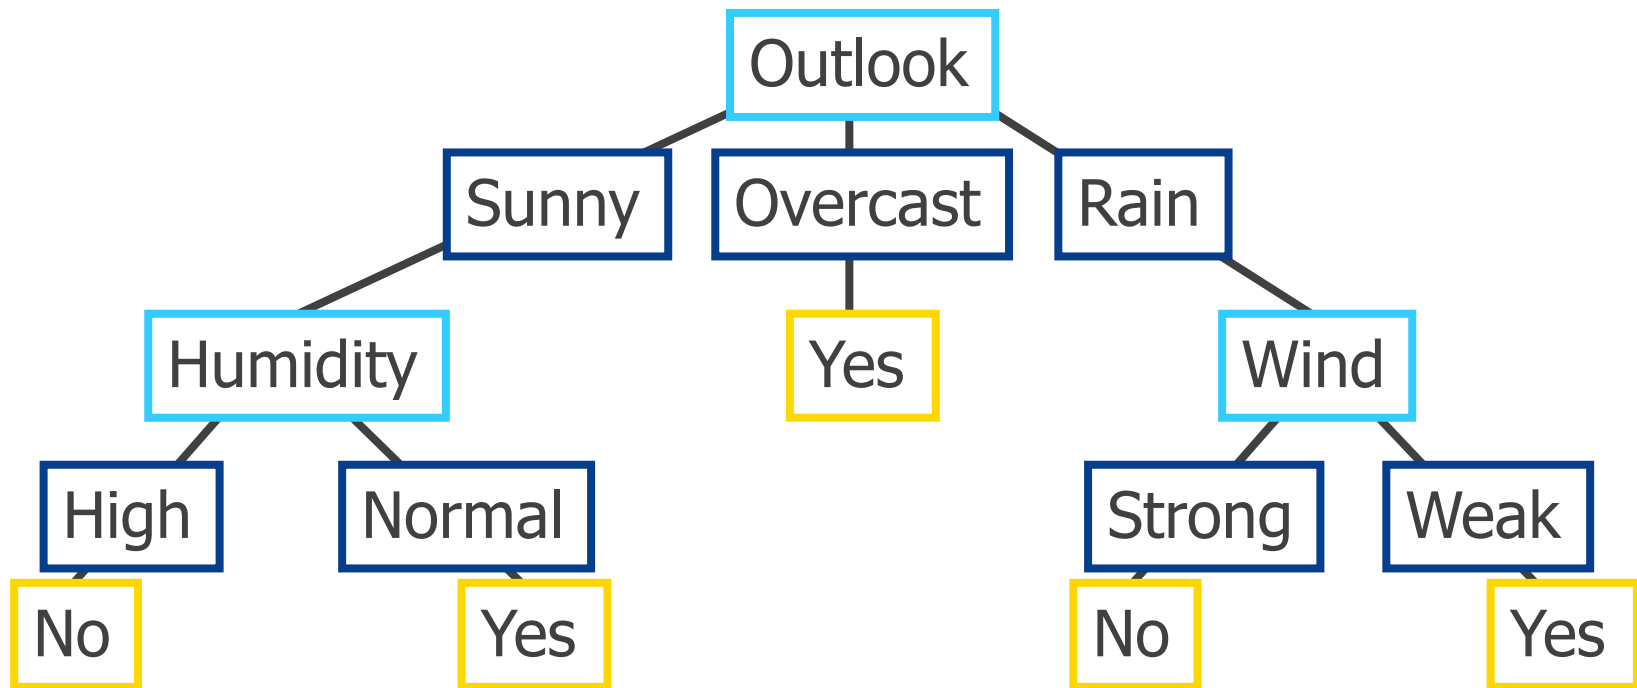 Outlook
Sunny
Overcast
Rain
Humidity
Yes
Wind
High
Normal
Strong
Weak
No
Yes
No
Yes